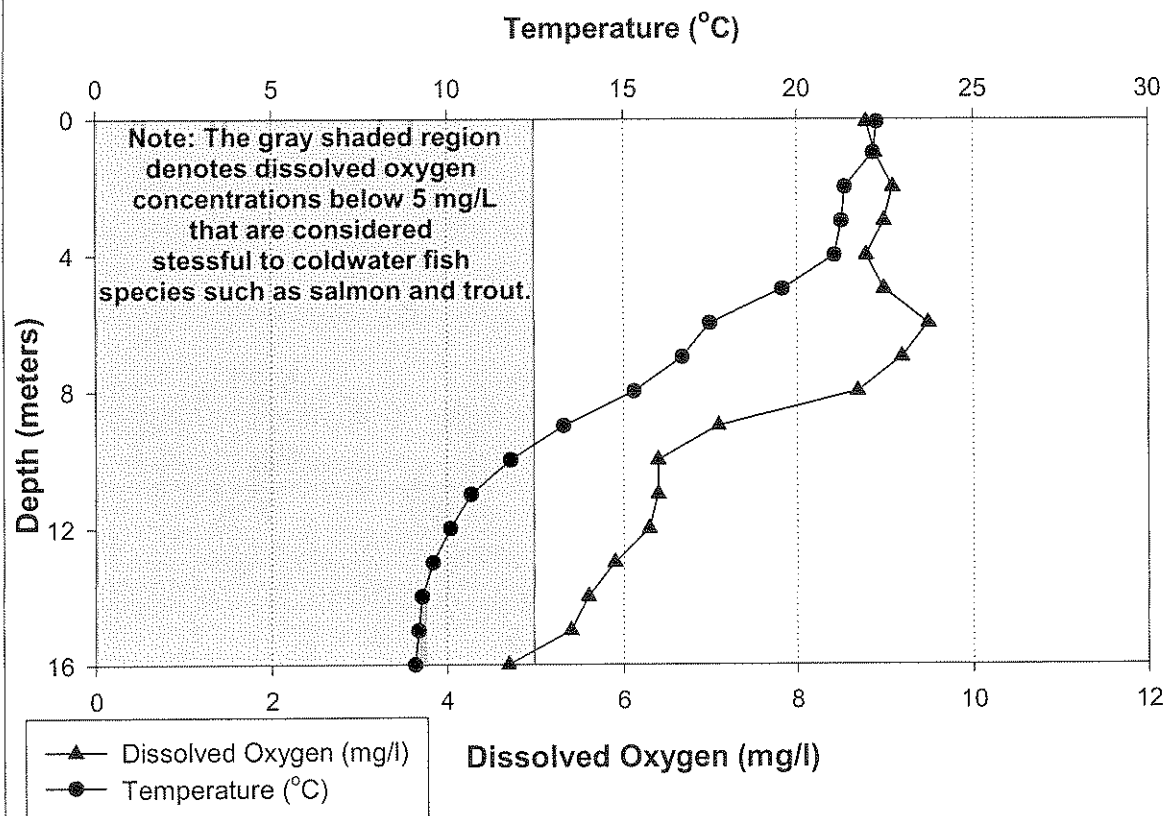 Temperature (°C)
0 5 10 15 20 25 30
Note: The gray shaded region
denotes dissolved oxygen
concentrations below 5 mg/L
that are considered
stessful to coldwater fish
species such as salmon and trout.
Depth (meters)
0
4
8
12
16
0 2 4 6 8 10 12
Dissolved Oxygen (mg/l)
Dissolved Oxygen (mg/l)
Temperature (°C)